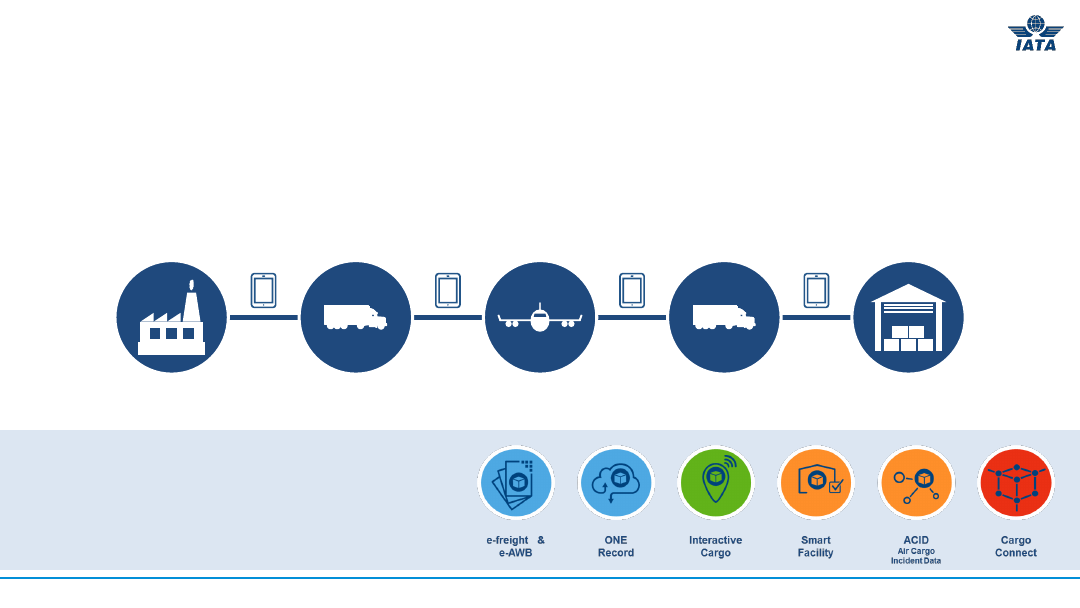 IATA
e-freight & 
e-AWB
ONE
Record
Interactive
Cargo
Smart
Facility
ACID
Air Cargo
Incident Data
Cargo
Connect